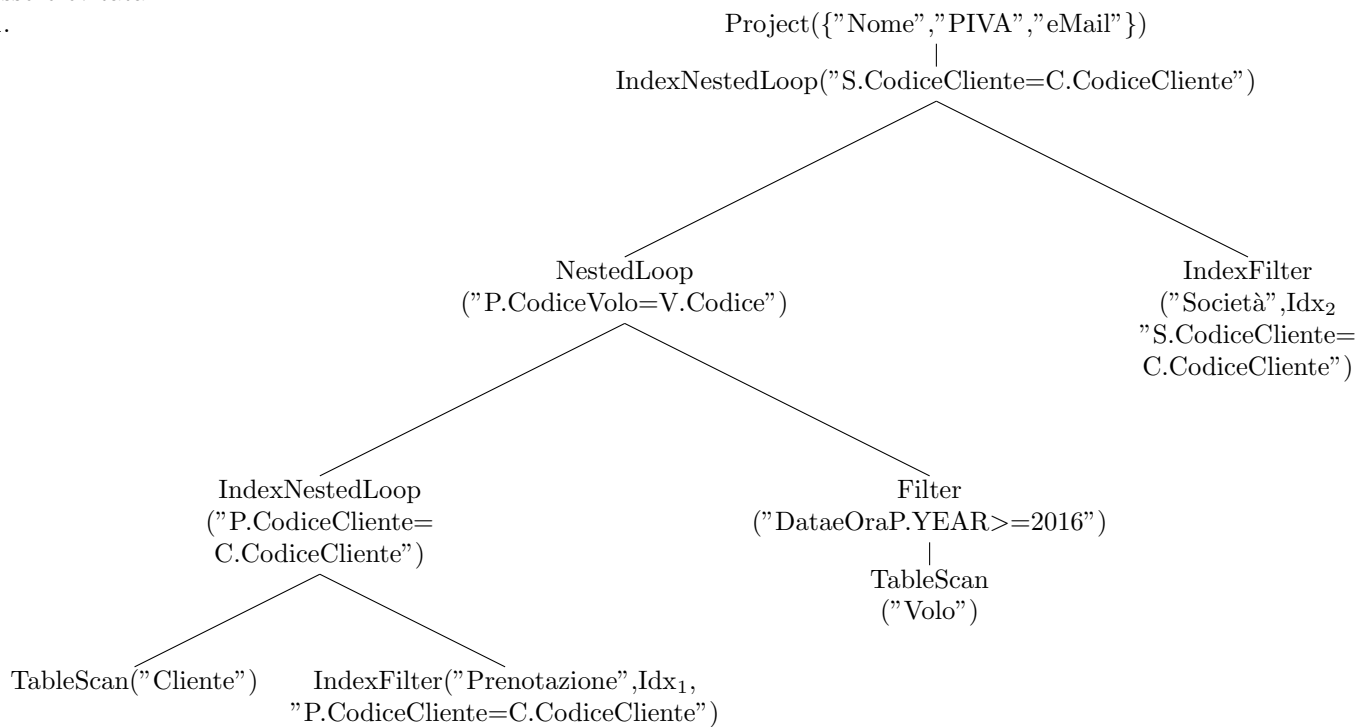 Project({”Nome”,”PIVA”,”eMail”})
IndexNestedLoop(”S.CodiceCliente=C.CodiceCliente”)
NestedLoop
(”P.CodiceVolo=V.Codice”)
IndexFilter
(”Società”,Idx₂
”S.CodiceCliente=
C.CodiceCliente”)
IndexNestedLoop
(”P.CodiceCliente=
C.CodiceCliente”)
Filter
(”DataeOraP.YEAR>=2016”)
TableScan
(”Volo”)
TableScan(”Cliente”)
IndexFilter(”Prenotazione”,Idx₁,
”P.CodiceCliente=C.CodiceCliente”)